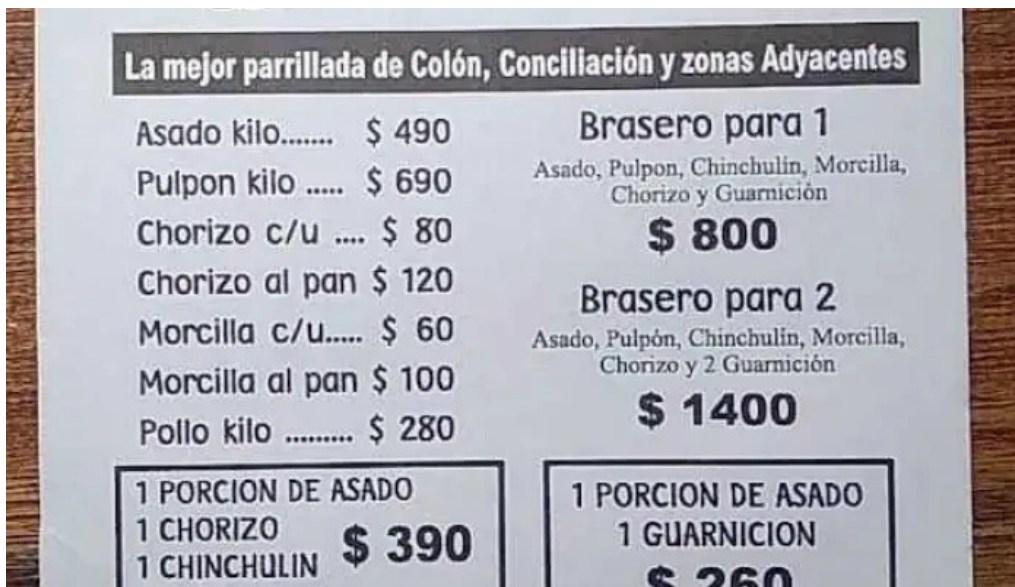 La mejor parrillada de Colón, Conciliación y zonas Adyacentes
Asado kilo....... $ 490
Pulpon kilo ..... $ 690
Chorizo c/u .... $ 80
Chorizo al pan $ 120
Morcilla c/u..... $ 60
Morcilla al pan $ 100
Pollo kilo ......... $ 280
Brasero para 1
Asado, Pulpon, Chinchulin, Morcilla,
Chorizo y Guarnición
$ 800
Brasero para 2
Asado, Pulpón, Chinchulín, Morcilla,
Chorizo y 2 Guarnición
$ 1400
1 PORCION DE ASADO
1 CHORIZO
1 CHINCHULIN
$ 390
1 PORCION DE ASADO
1 GUARNICION
$ 260